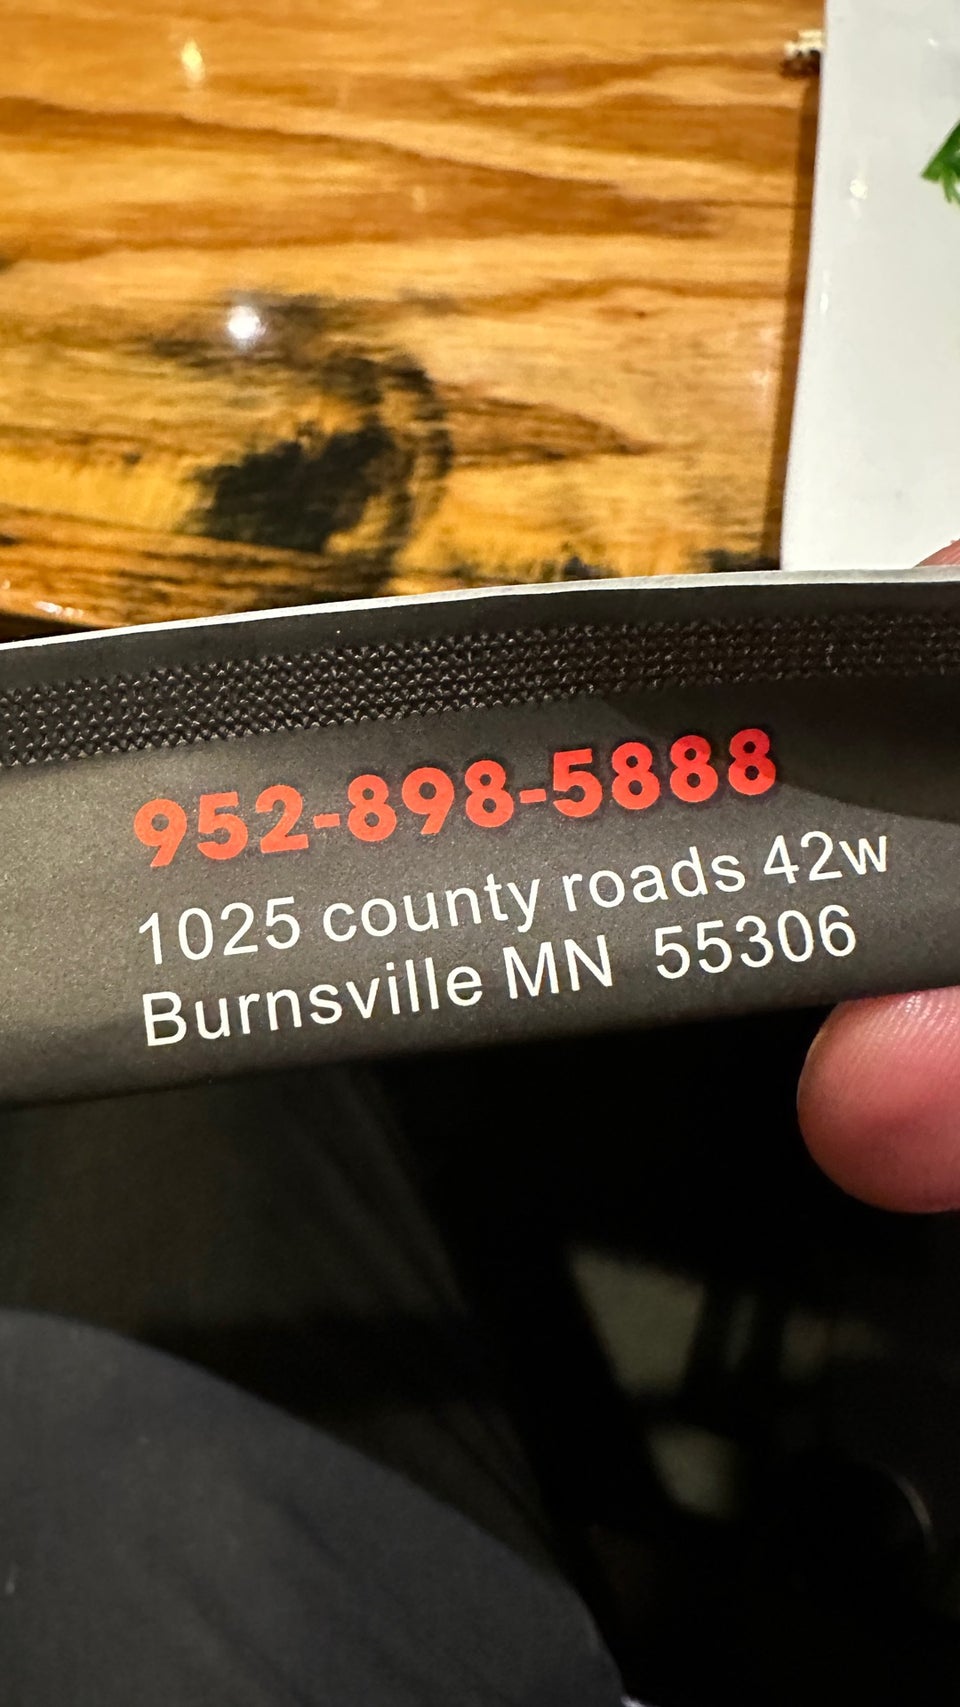 952-898-5888
1025 county roads 42w
Burnsville MN 55306